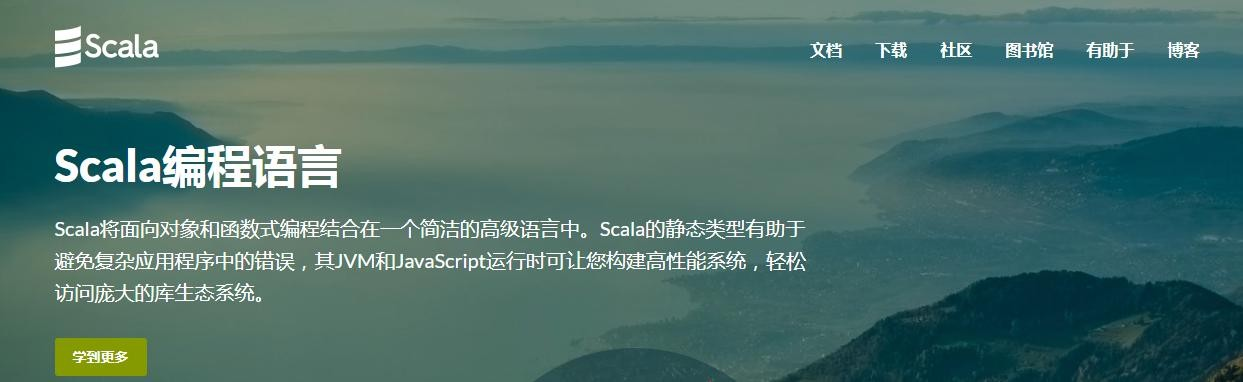 Scala
文档 下载 社区 图书馆 有助于 博客
Scala编程语言
Scala将面向对象和函数式编程结合在一个简洁的高级语言中。Scala的静态类型有助于
避免复杂应用程序中的错误，其JVM和JavaScript运行时可让您构建高性能系统，轻松
访问庞大的库生态系统。
学到更多